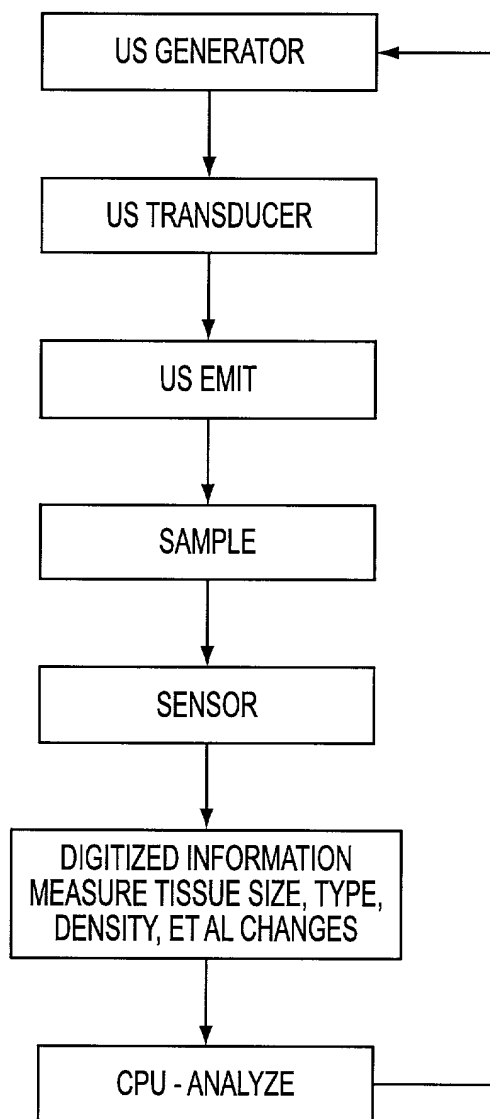 US GENERATOR
US TRANSDUCER
US EMIT
SAMPLE
SENSOR
DIGITIZED INFORMATION
MEASURE TISSUE SIZE, TYPE,
DENSITY, ET AL CHANGES
CPU - ANALYZE